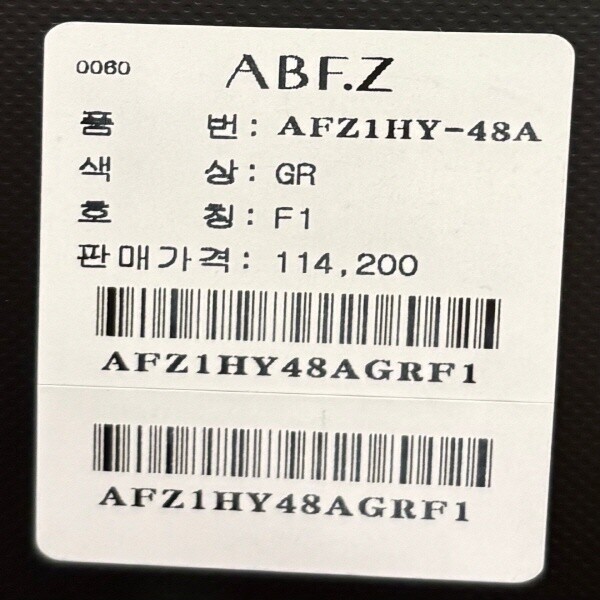 0060 ABF.Z
품 번: AFZ1HY-48A
색 상: GR
호 칭: F1
판매가격: 114,200
AFZ1HY48AGRF1
AFZ1HY48AGRF1